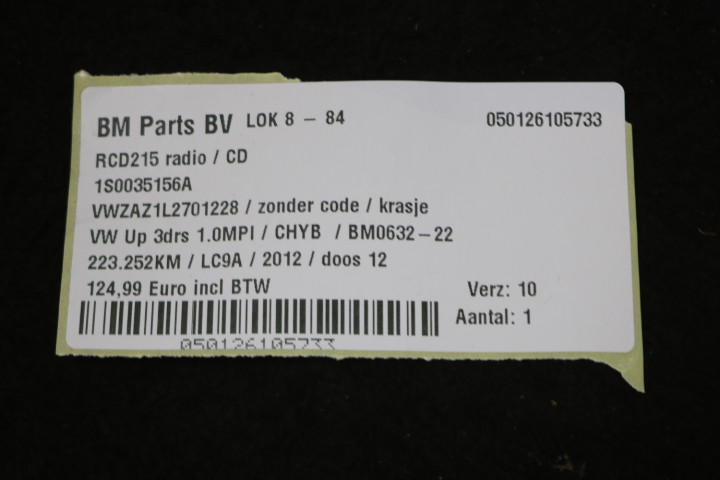 BM Parts BV LOK 8 - 84 050126105733
RCD215 radio / CD
1S0035156A
VWZAZ1L2701228 / zonder code / krasje
VW Up 3drs 1.0MPI / CHYB / BM0632-22
223.252KM / LC9A / 2012 / doos 12
124,99 Euro incl BTW Verz: 10
Aantal: 1
050126105733